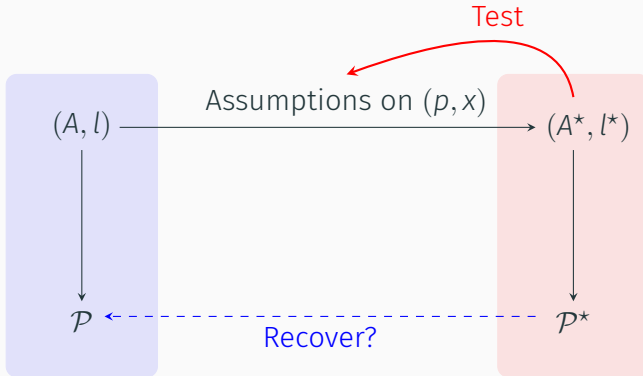 Test
Assumptions on (p, x)
(A, l)
(A⋆, l⋆)
𝒫
𝒫⋆
Recover?